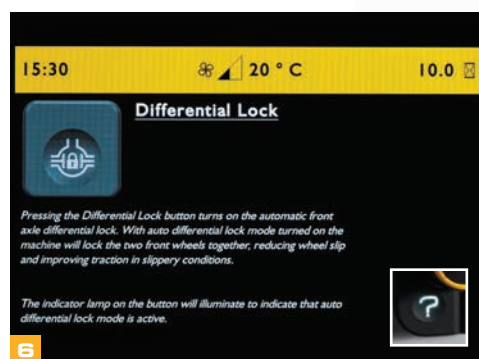 15:30 20 ° C 10.0
Differential Lock
Pressing the Differential Lock button turns on the automatic front
axle differential lock. With auto differential lock mode turned on the
machine will lock the two front wheels together, reducing wheel slip
and improving traction in slippery conditions.
The indicator lamp on the button will illuminate to indicate that auto
differential lock mode is active.
?
6